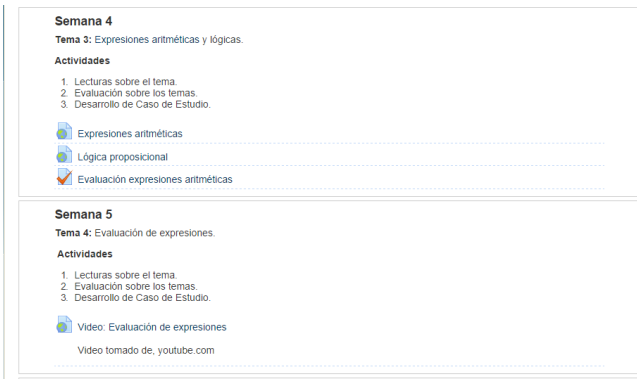 Semana 4
Tema 3: Expresiones aritméticas y lógicas.
Actividades
1. Lecturas sobre el tema.
2. Evaluación sobre los temas.
3. Desarrollo de Caso de Estudio.
Expresiones aritméticas
Lógica proposicional
Evaluación expresiones aritméticas
Semana 5
Tema 4: Evaluación de expresiones.
Actividades
1. Lecturas sobre el tema.
2. Evaluación sobre los temas.
3. Desarrollo de Caso de Estudio.
Video: Evaluación de expresiones
Video tomado de, youtube.com